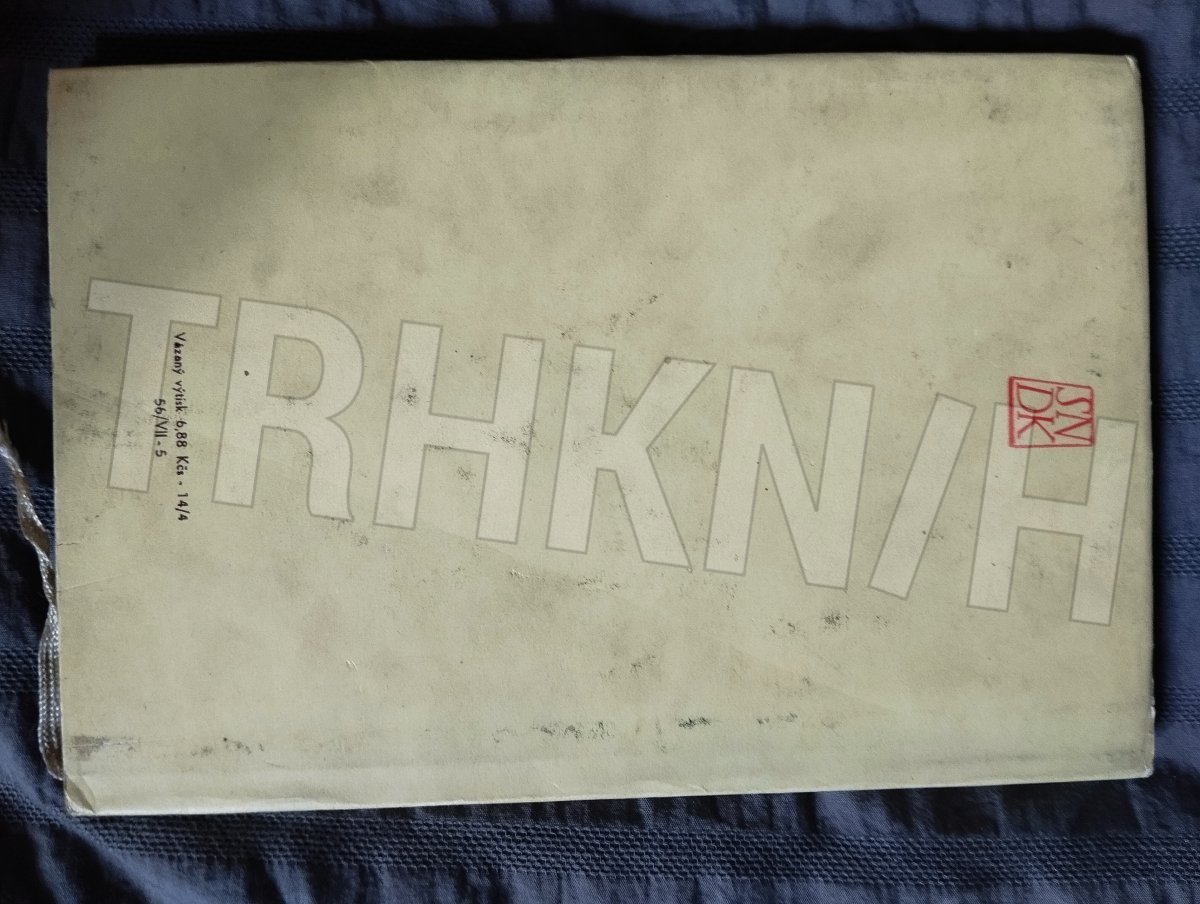 SN
DK
TRHKNIH
Vázaný výtisk 6,88 Kčs - 14/4
56/VII - 5